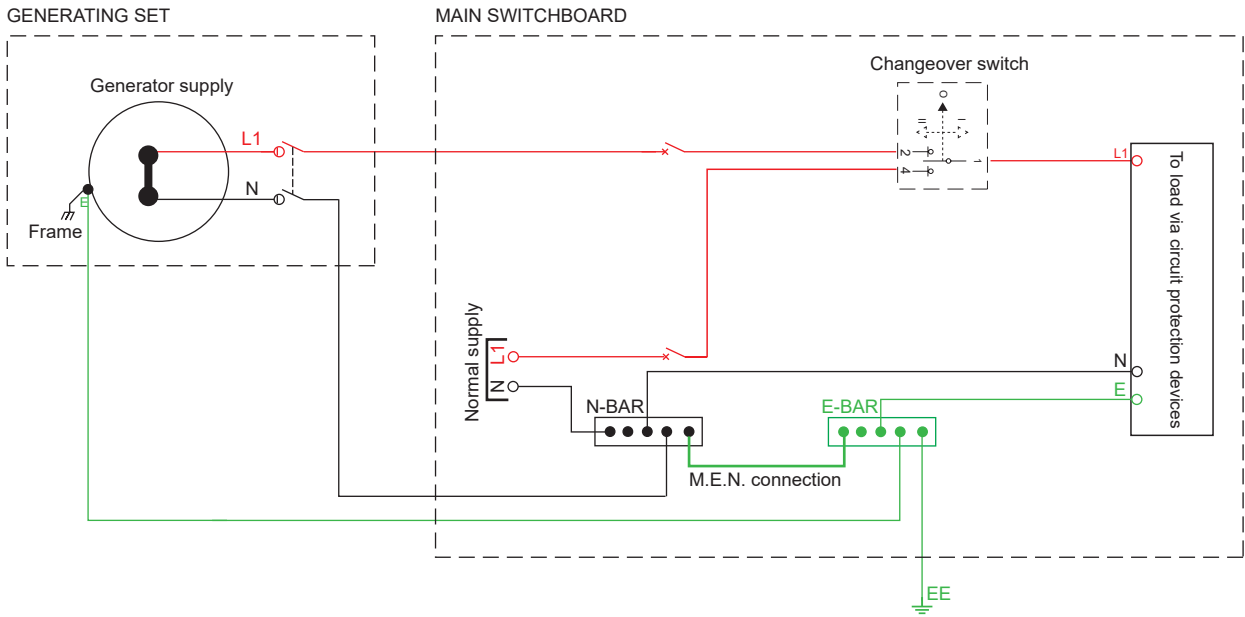 GENERATING SET
MAIN SWITCHBOARD
Generator supply
Changeover switch
O
II
I
L1
2
4
1
L1
N
E
Frame
To load via circuit protection devices
Normal supply
L1
N
N
E
N-BAR
E-BAR
M.E.N. connection
EE